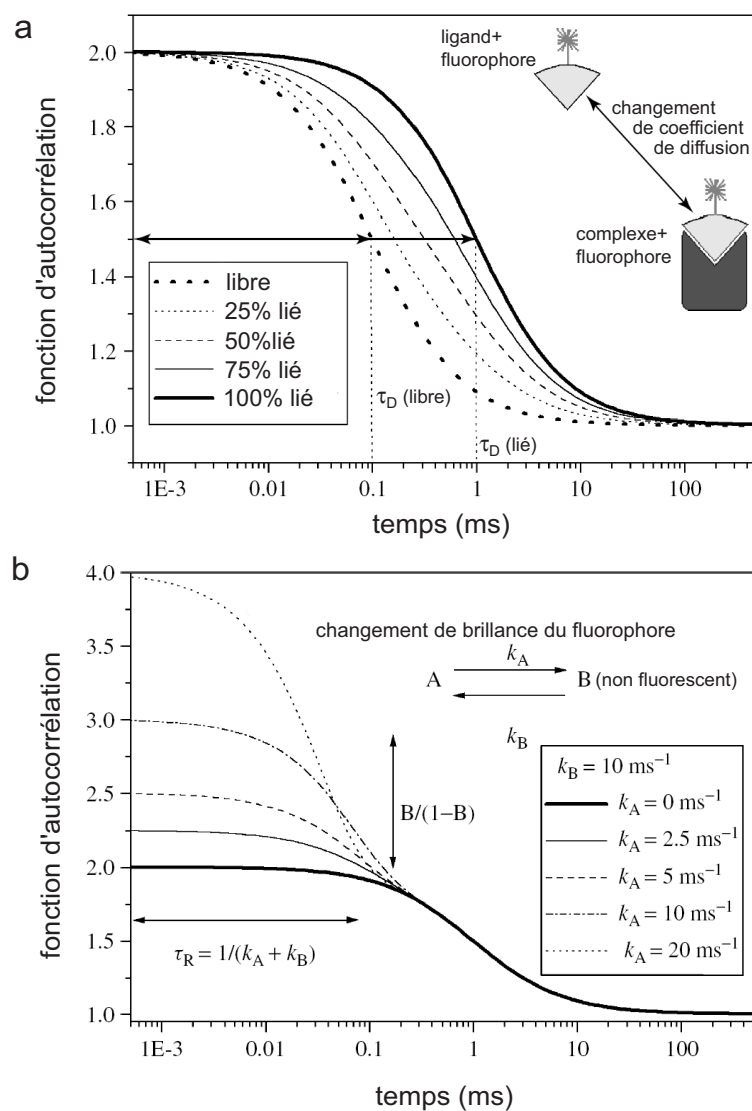 a
fonction d'autocorrélation
2.0
1.8
1.6
1.4
1.2
1.0
ligand+
fluorophore
changement
de coefficient
de diffusion
complexe+
fluorophore
libre
25% lié
50%lié
75% lié
100% lié
τD (libre)
τD (lié)
1E-3 0.01 0.1 1 10 100
temps (ms)
b
fonction d'autocorrélation
4.0
3.5
3.0
2.5
2.0
1.5
1.0
changement de brillance du fluorophore
kA
A B (non fluorescent)
kB
B/(1–B)
τR = 1/(kA + kB)
kB = 10 ms⁻¹
kA = 0 ms⁻¹
kA = 2.5 ms⁻¹
kA = 5 ms⁻¹
kA = 10 ms⁻¹
kA = 20 ms⁻¹
1E-3 0.01 0.1 1 10 100
temps (ms)